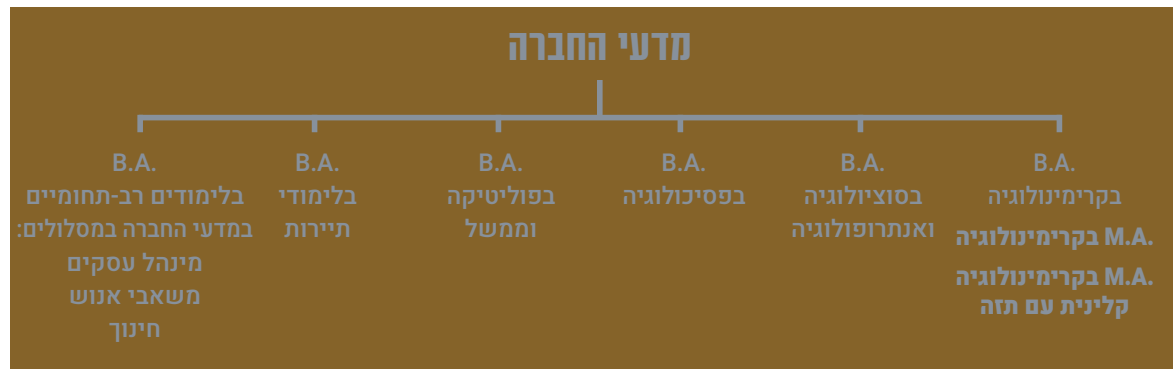 מדעי החברה
B.A.
בקרימינולוגיה
M.A. בקרימינולוגיה
M.A. בקרימינולוגיה
קלינית עם תזה
B.A.
בסוציולוגיה
ואנתרופולוגיה
B.A.
בפסיכולוגיה
B.A.
בפוליטיקה
וממשל
B.A.
בלימודי
תיירות
B.A.
בלימודים רב-תחומיים
במדעי החברה במסלולים:
מינהל עסקים
משאבי אנוש
חינוך